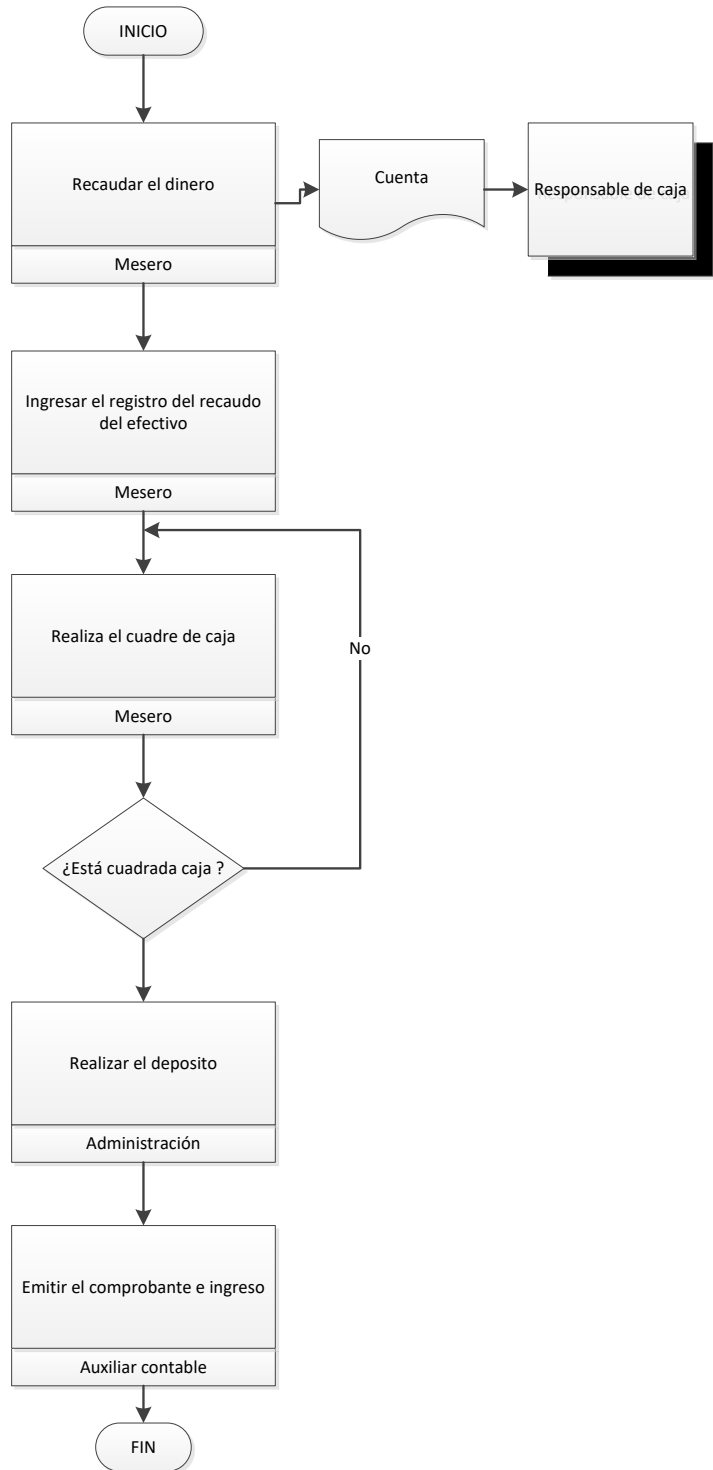 INICIO
Recaudar el dinero
Mesero
Cuenta
Responsable de caja
Ingresar el registro del recaudo
del efectivo
Mesero
Realiza el cuadre de caja
Mesero
No
¿Está cuadrada caja ?
Realizar el deposito
Administración
Emitir el comprobante e ingreso
Auxiliar contable
FIN